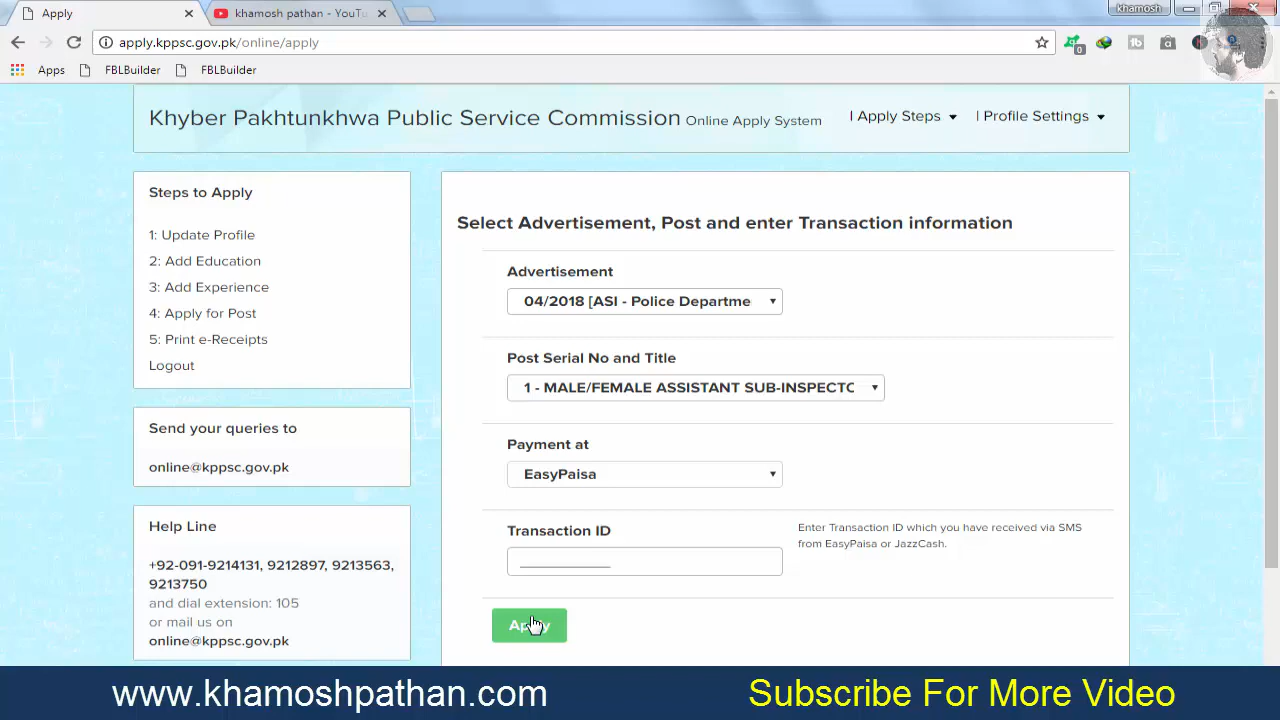 Apply
khamosh pathan - YouTu
khamosh
apply.kppsc.gov.pk/online/apply
0
Apps
FBLBuilder
FBLBuilder
Khyber Pakhtunkhwa Public Service Commission Online Apply System
| Apply Steps
| Profile Settings
Steps to Apply
1: Update Profile
2: Add Education
3: Add Experience
4: Apply for Post
5: Print e-Receipts
Logout
Send your queries to
online@kppsc.gov.pk
Help Line
+92-091-9214131, 9212897, 9213563,
9213750
and dial extension: 105
or mail us on
online@kppsc.gov.pk
Select Advertisement, Post and enter Transaction information
Advertisement
04/2018 [ASI - Police Departme
Post Serial No and Title
1 - MALE/FEMALE ASSISTANT SUB-INSPECTO
Payment at
EasyPaisa
Transaction ID
Enter Transaction ID which you have received via SMS
from EasyPaisa or JazzCash.
Apply
www.khamoshpathan.com
Subscribe For More Video